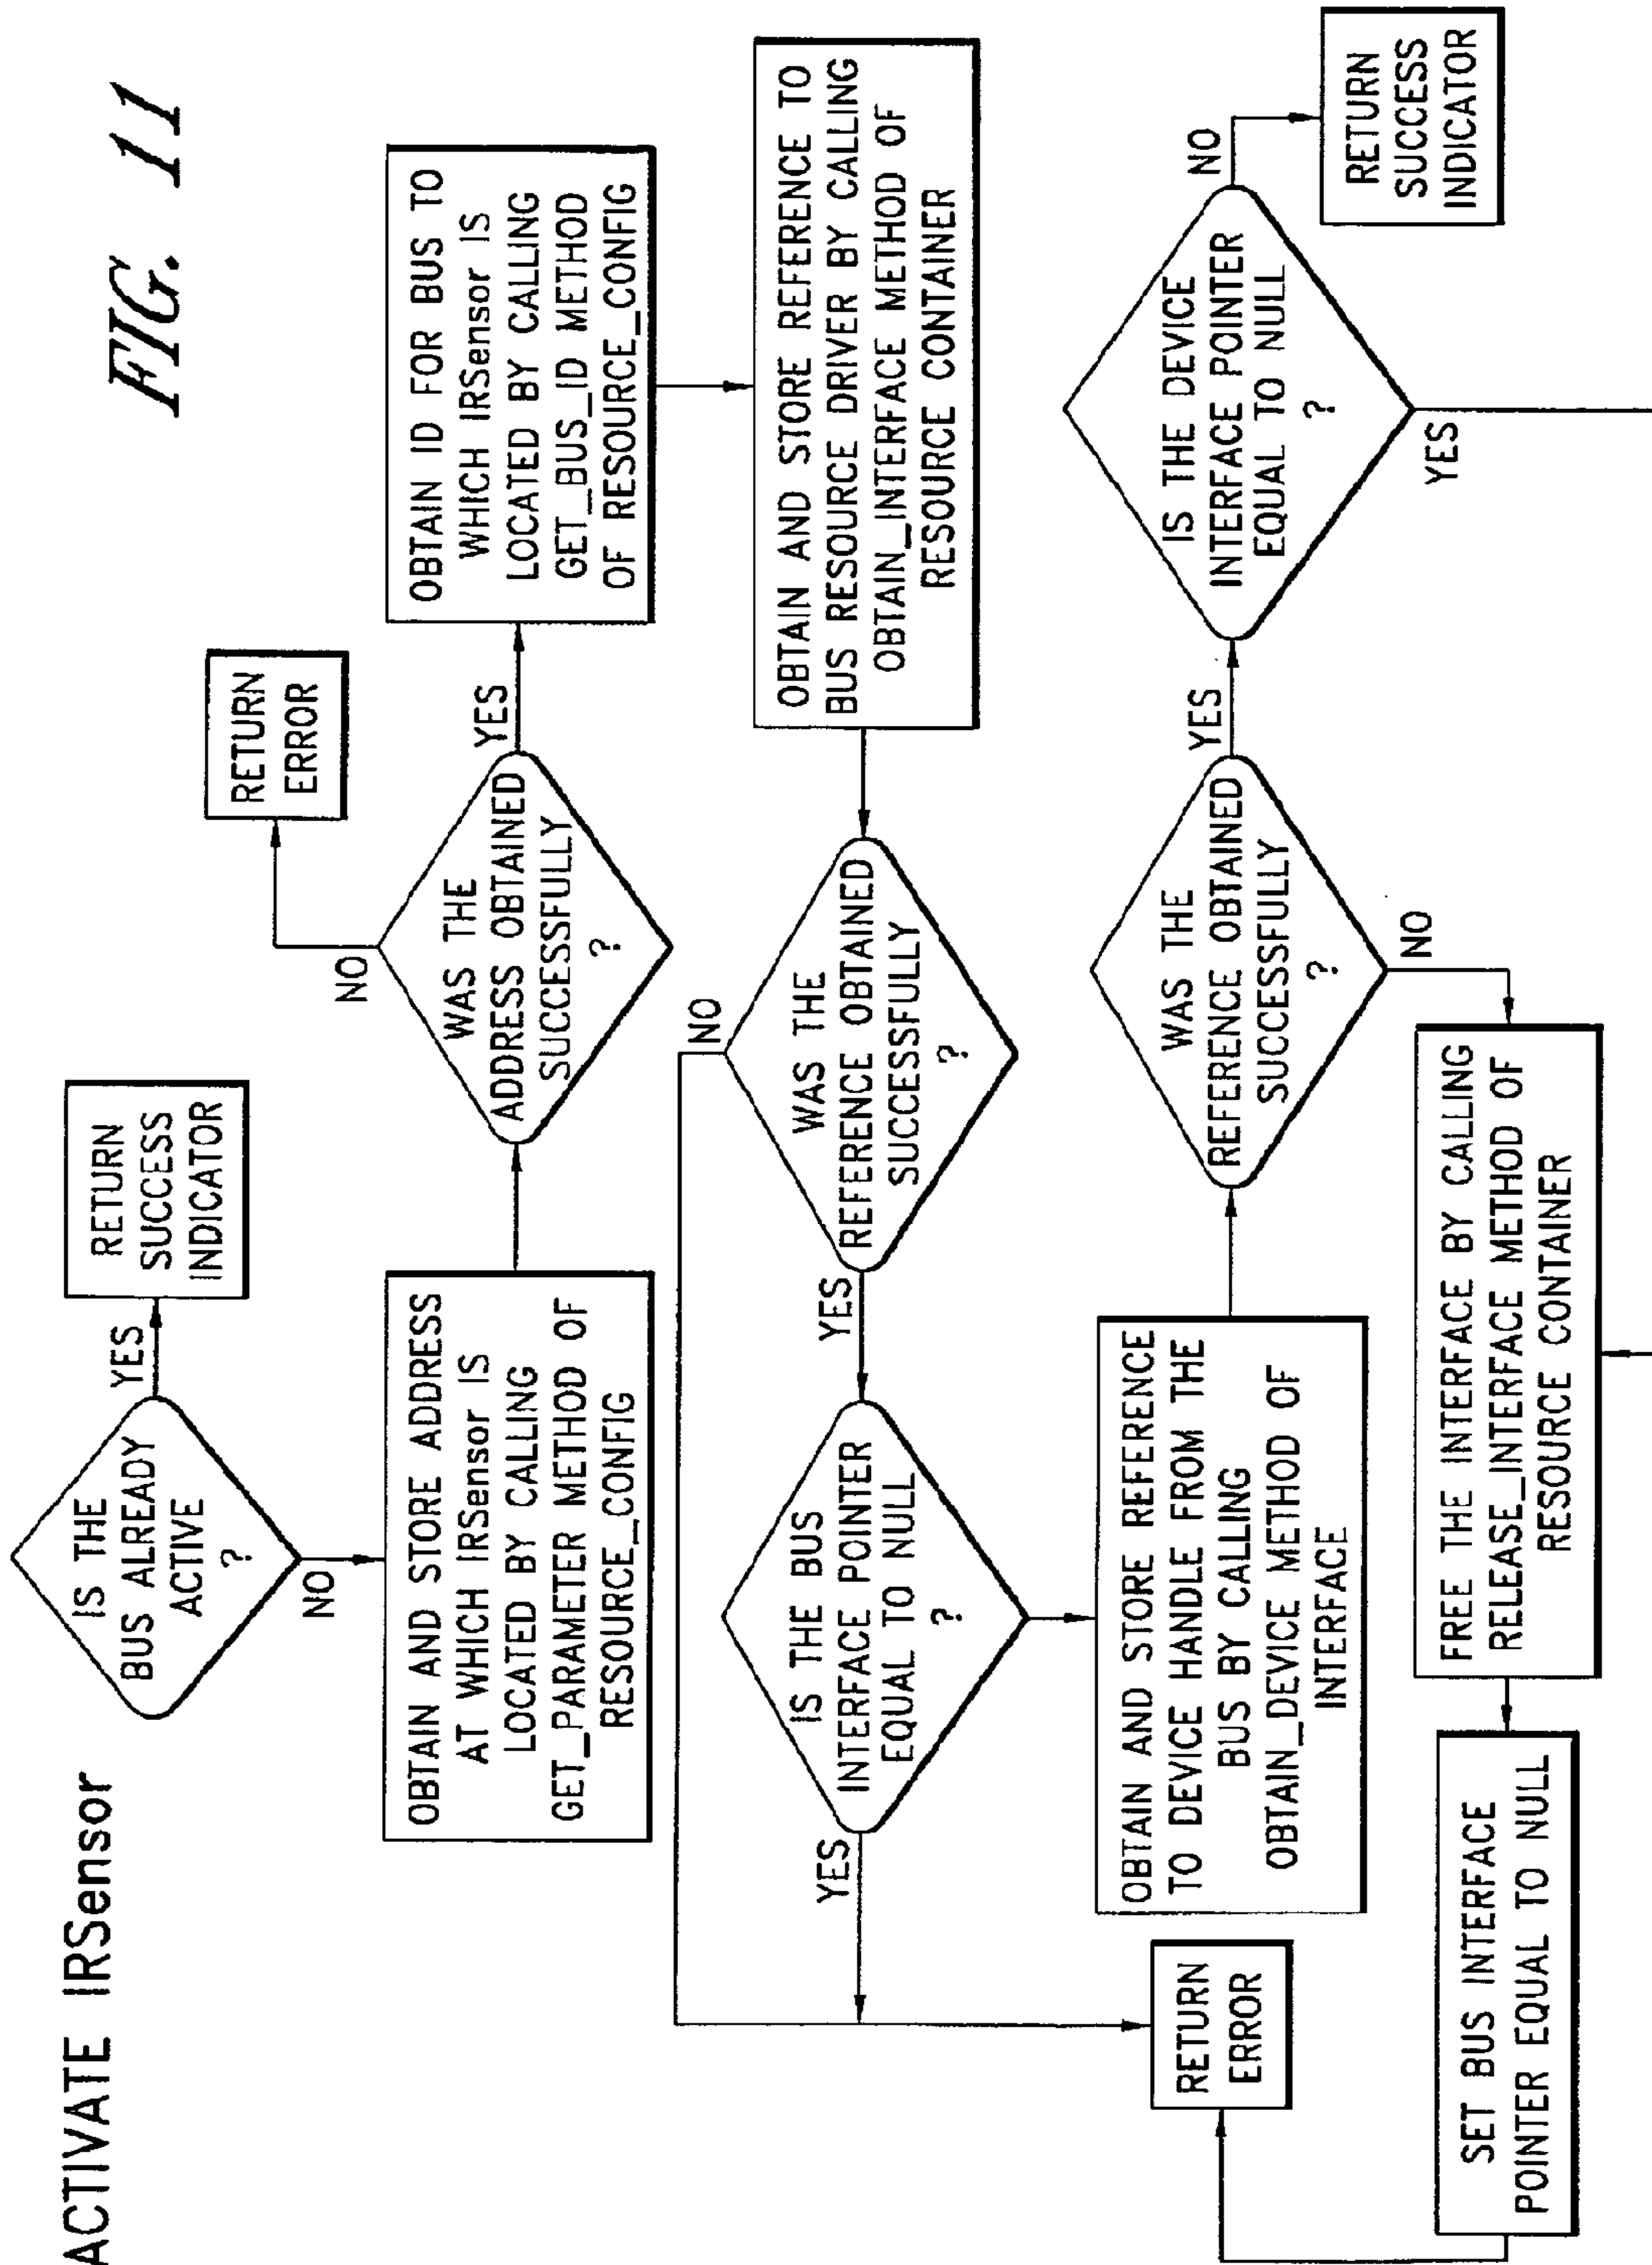 FIG. 11
ACTIVATE IRSensor
IS THE
BUS ALREADY
ACTIVE
?
YES
RETURN
SUCCESS
INDICATOR
NO
OBTAIN AND STORE ADDRESS
AT WHICH IRSensor IS
LOCATED BY CALLING
GET_PARAMETER METHOD OF
RESOURCE_CONFIG
WAS THE
ADDRESS OBTAINED
SUCCESSFULLY
?
NO
RETURN
ERROR
YES
OBTAIN ID FOR BUS TO
WHICH IRSensor IS
LOCATED BY CALLING
GET_BUS_ID METHOD
OF RESOURCE_CONFIG
OBTAIN AND STORE REFERENCE TO
BUS RESOURCE DRIVER BY CALLING
OBTAIN_INTERFACE METHOD OF
RESOURCE CONTAINER
WAS THE
REFERENCE OBTAINED
SUCCESSFULLY
?
NO
YES
IS THE BUS
INTERFACE POINTER
EQUAL TO NULL
?
YES
RETURN
ERROR
OBTAIN AND STORE REFERENCE
TO DEVICE HANDLE FROM THE
BUS BY CALLING
OBTAIN_DEVICE METHOD OF
INTERFACE
WAS THE
REFERENCE OBTAINED
SUCCESSFULLY
?
YES
NO
IS THE DEVICE
INTERFACE POINTER
EQUAL TO NULL
?
NO
RETURN
SUCCESS
INDICATOR
YES
FREE THE INTERFACE BY CALLING
RELEASE_INTERFACE METHOD OF
RESOURCE CONTAINER
SET BUS INTERFACE
POINTER EQUAL TO NULL